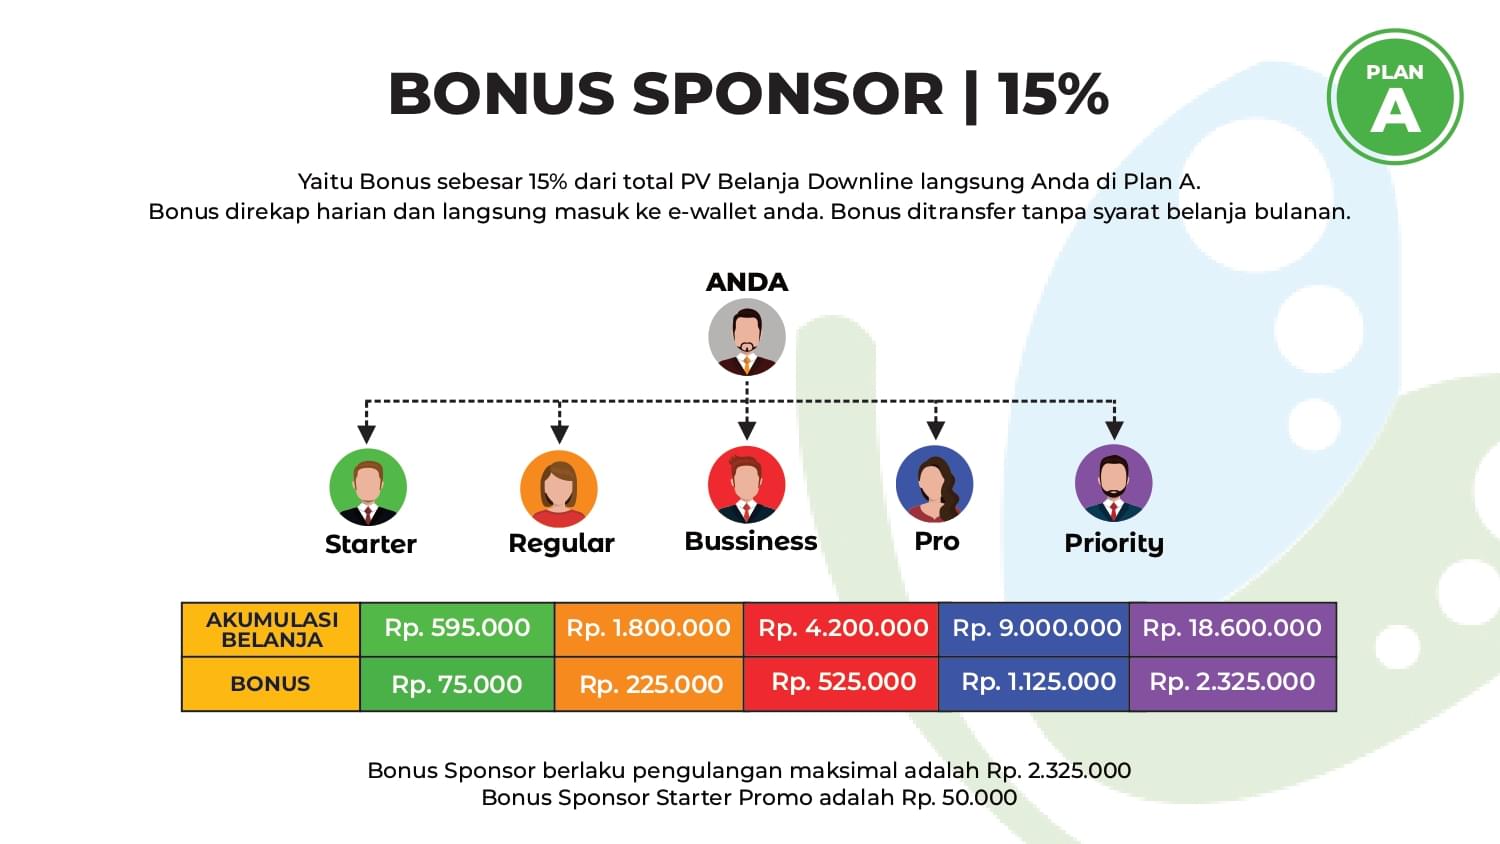 PLAN
A
BONUS SPONSOR | 15%
Yaitu Bonus sebesar 15% dari total PV Belanja Downline langsung Anda di Plan A.
Bonus direkap harian dan langsung masuk ke e-wallet anda. Bonus ditransfer tanpa syarat belanja bulanan.
ANDA
Starter Regular Bussiness Pro Priority
AKUMULASI
BELANJA
Rp. 595.000 Rp. 1.800.000 Rp. 4.200.000 Rp. 9.000.000 Rp. 18.600.000
BONUS Rp. 75.000 Rp. 225.000 Rp. 525.000 Rp. 1.125.000 Rp. 2.325.000
Bonus Sponsor berlaku pengulangan maksimal adalah Rp. 2.325.000
Bonus Sponsor Starter Promo adalah Rp. 50.000